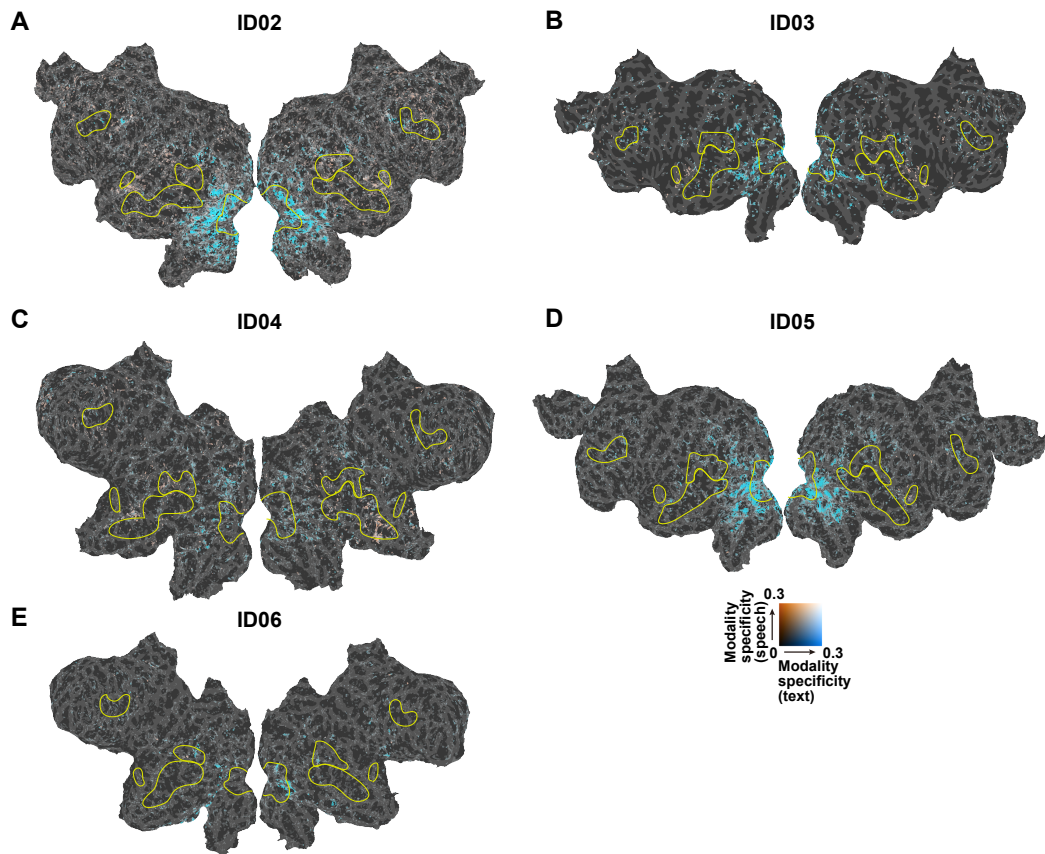 A
ID02
B
ID03
C
ID04
D
ID05
E
ID06
0.3
Modality
specificity
(speech)
0
0.3
Modality
specificity
(text)